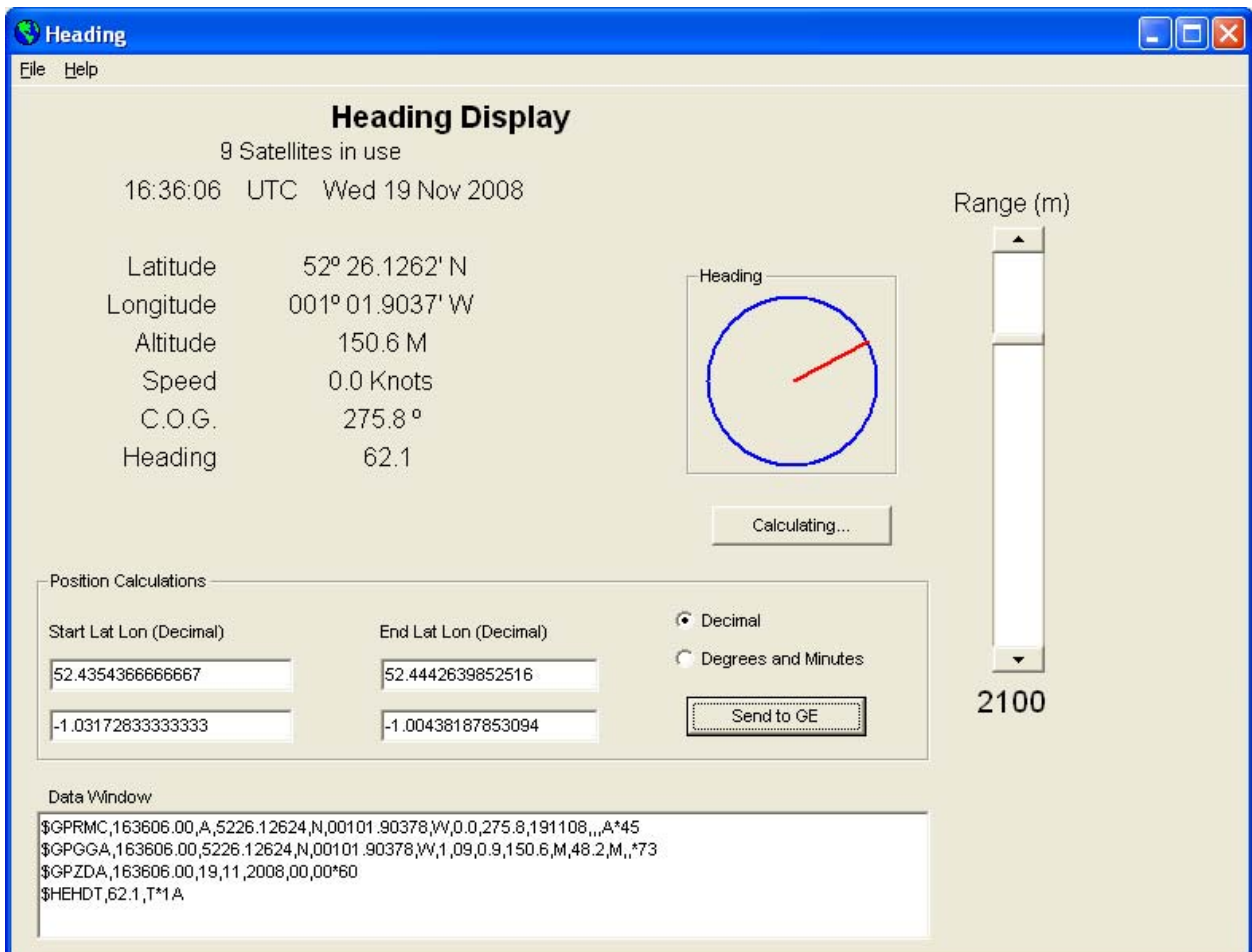 Heading
File Help
Heading Display
9 Satellites in use
16:36:06 UTC Wed 19 Nov 2008
Range (m)
Latitude 52º 26.1262' N
Longitude 001º 01.9037' W
Altitude 150.6 M
Speed 0.0 Knots
C.O.G. 275.8 º
Heading 62.1
Heading
Calculating...
2100
Position Calculations
Start Lat Lon (Decimal) End Lat Lon (Decimal)
52.4354366666667 52.4442639852516
-1.03172833333333 -1.00438187853094
Decimal
Degrees and Minutes
Send to GE
Data Window
$GPRMC,163606.00,A,5226.12624,N,00101.90378,W,0.0,275.8,191108,,,A*45
$GPGGA,163606.00,5226.12624,N,00101.90378,W,1,09,0.9,150.6,M,48.2,M,,*73
$GPZDA,163606.00,19,11,2008,00,00*60
$HEHDT,62.1,T*1A